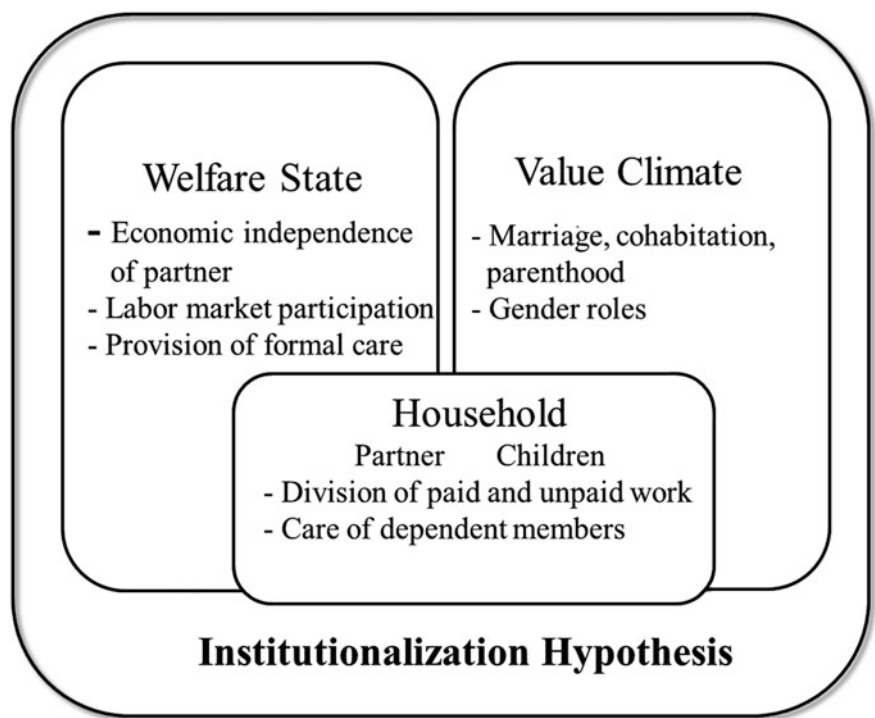 Welfare State
- Economic independence
of partner
- Labor market participation
- Provision of formal care
Value Climate
- Marriage, cohabitation,
parenthood
- Gender roles
Household
Partner Children
- Division of paid and unpaid work
- Care of dependent members
Institutionalization Hypothesis